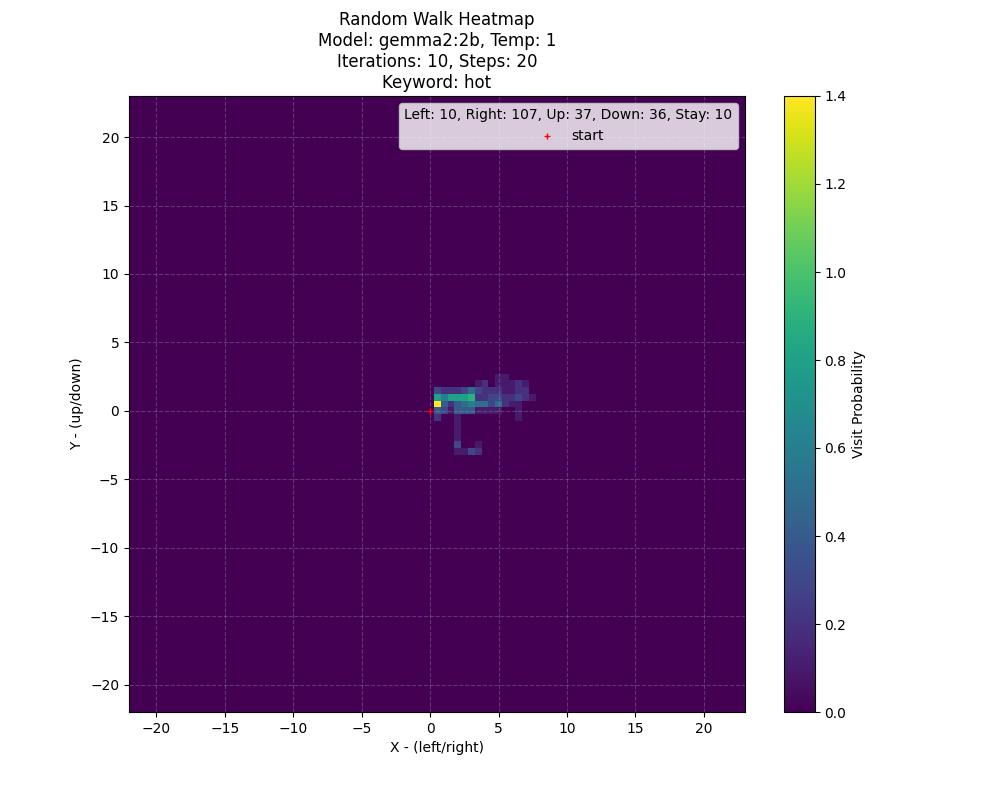 Random Walk Heatmap
Model: gemma2:2b, Temp: 1
Iterations: 10, Steps: 20
Keyword: hot
Left: 10, Right: 107, Up: 37, Down: 36, Stay: 10
start
20
15
10
5
0
−5
−10
−15
−20
Y - (up/down)
−20 −15 −10 −5 0 5 10 15 20
X - (left/right)
1.4
1.2
1.0
0.8
0.6
0.4
0.2
0.0
Visit Probability